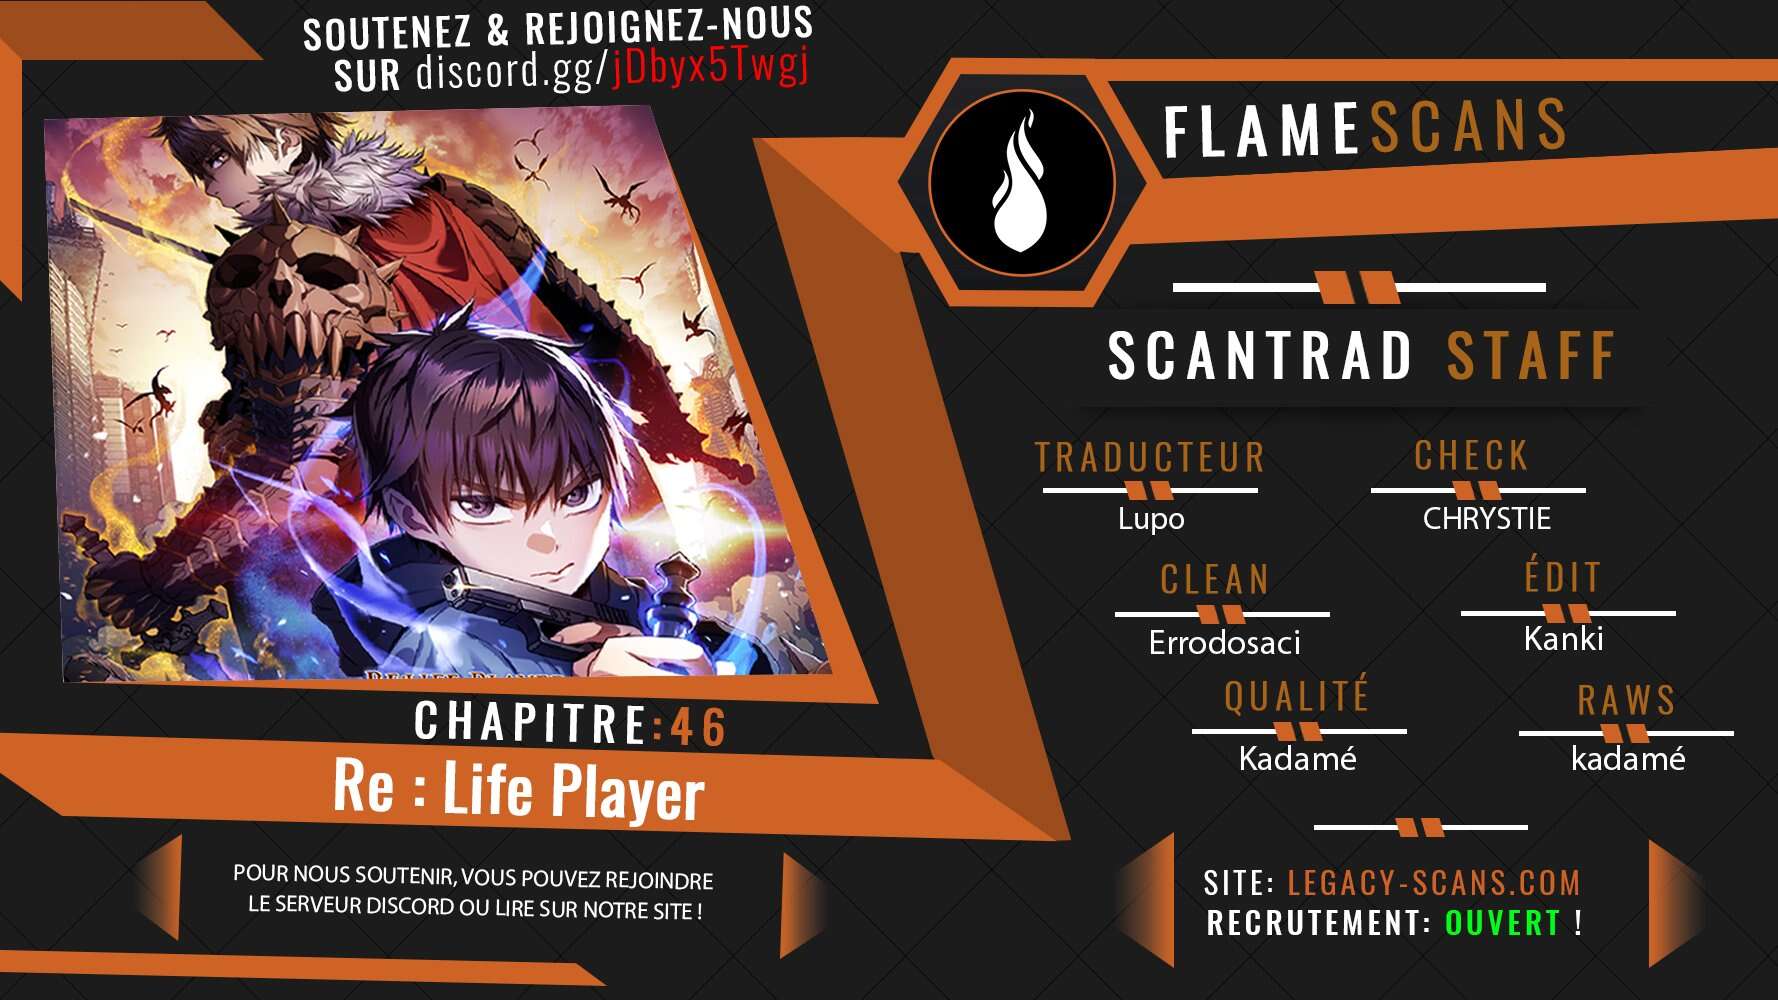 SOUTENEZ & REJOIGNEZ-NOUS
SUR discord.gg/jDbyx5Twgj
FLAMESCANS
SCANTRAD STAFF
TRADUCTEUR
Lupo
CHECK
CHRYSTIE
CLEAN
Errodosaci
ÉDIT
Kanki
QUALITÉ
Kadamé
RAWS
kadamé
CHAPITRE:46
Re : Life Player
POUR NOUS SOUTENIR, VOUS POUVEZ REJOINDRE
LE SERVEUR DISCORD OU LIRE SUR NOTRE SITE !
SITE: LEGACY-SCANS.COM
RECRUTEMENT: OUVERT !